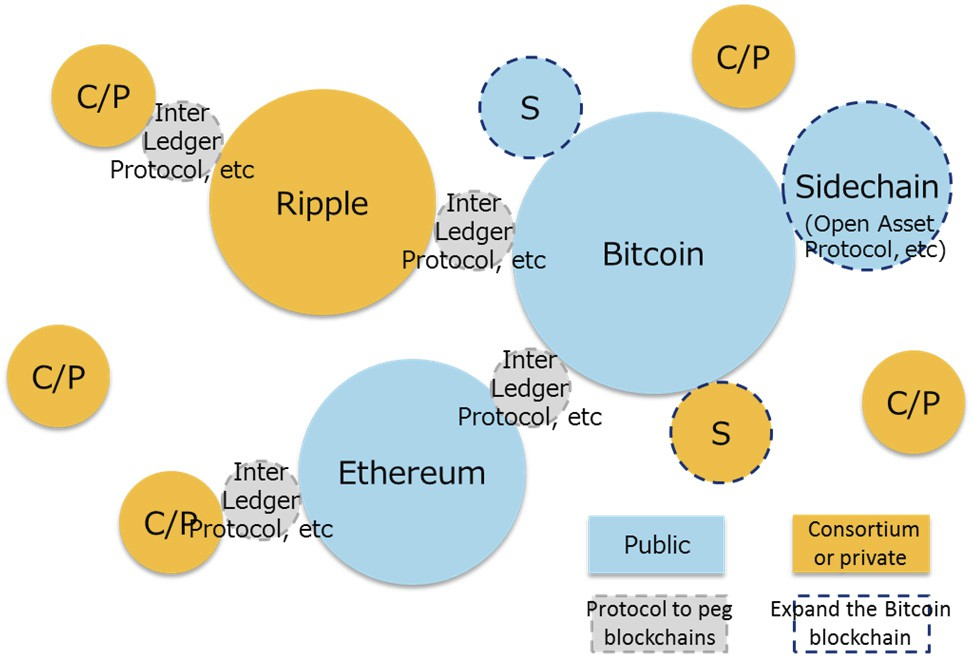 C/P
Inter
Ledger
Protocol, etc
Ripple
Inter
Ledger
Protocol, etc
S
Bitcoin
C/P
Sidechain
(Open Asset
Protocol, etc)
C/P
Inter
Ledger
Protocol, etc
Ethereum
C/P
Inter
Ledger
Protocol, etc
S
C/P
Public
Consortium
or private
Protocol to peg
blockchains
Expand the Bitcoin
blockchain